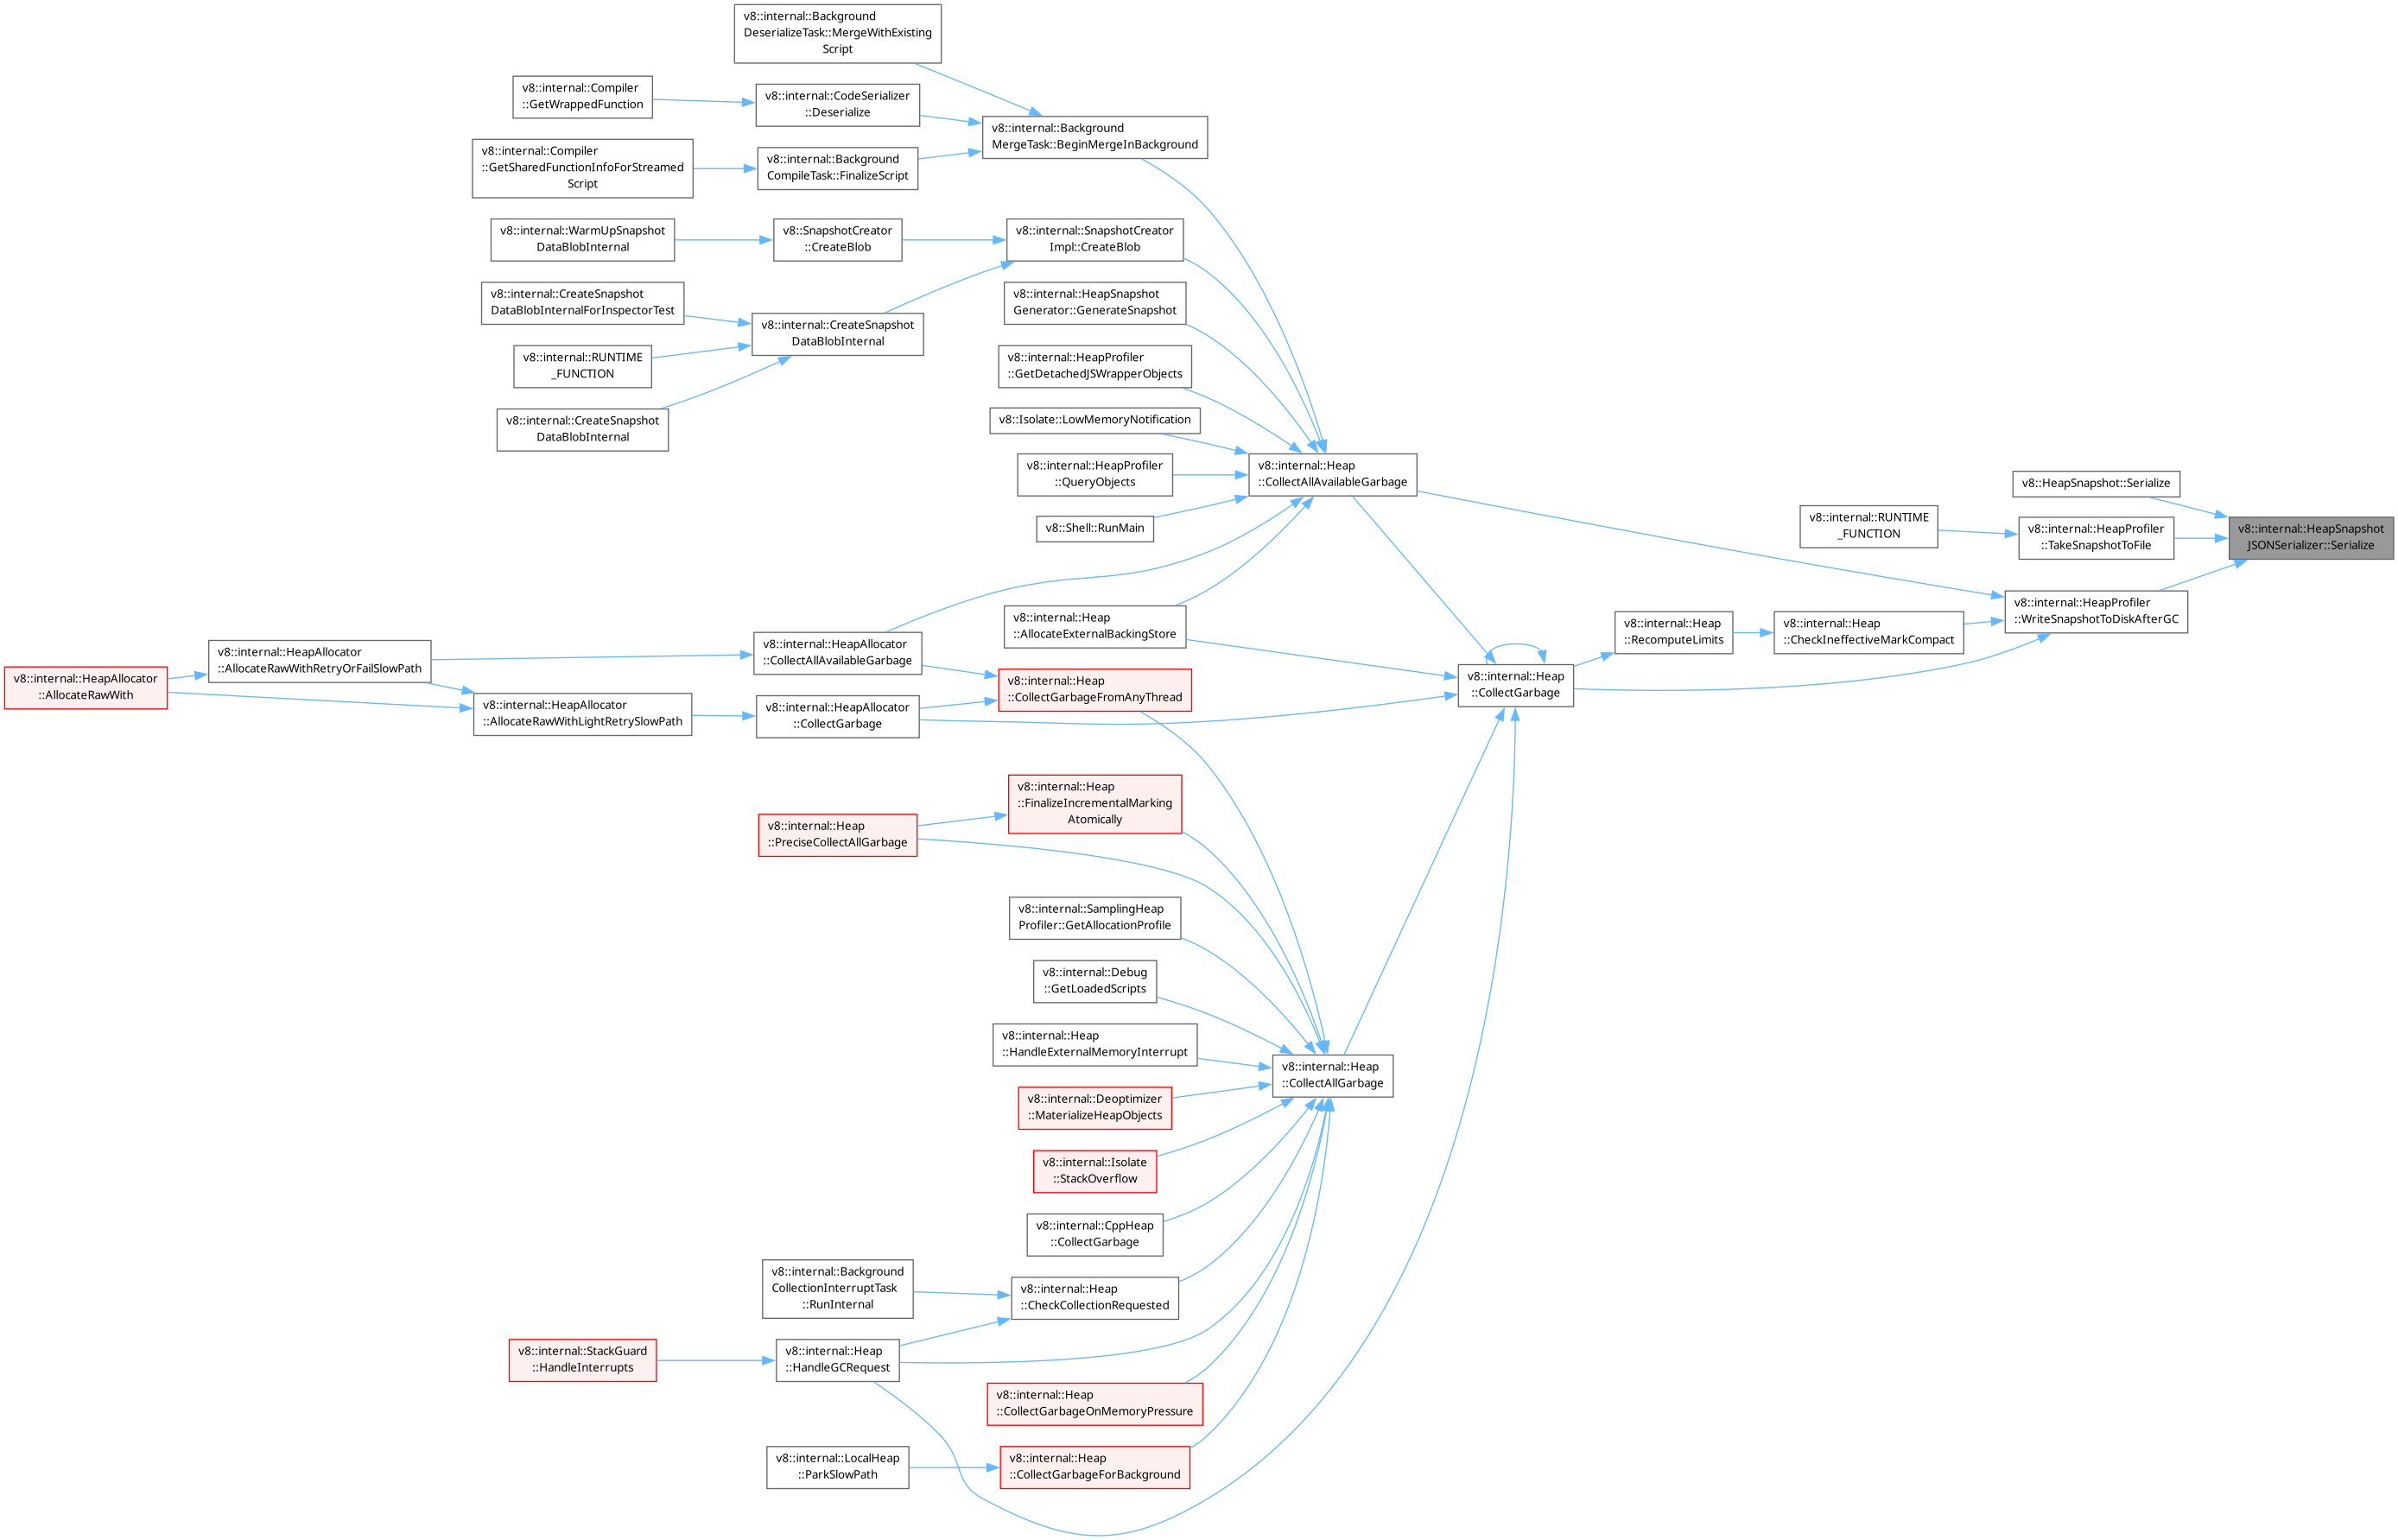 v8::internal::Background
DeserializeTask::MergeWithExisting
Script
v8::internal::Compiler
::GetWrappedFunction
v8::internal::CodeSerializer
::Deserialize
v8::internal::Background
MergeTask::BeginMergeInBackground
v8::internal::Compiler
::GetSharedFunctionInfoForStreamed
Script
v8::internal::Background
CompileTask::FinalizeScript
v8::internal::WarmUpSnapshot
DataBlobInternal
v8::SnapshotCreator
::CreateBlob
v8::internal::SnapshotCreator
Impl::CreateBlob
v8::internal::CreateSnapshot
DataBlobInternalForInspectorTest
v8::internal::HeapSnapshot
Generator::GenerateSnapshot
v8::internal::CreateSnapshot
DataBlobInternal
v8::internal::RUNTIME
_FUNCTION
v8::internal::HeapProfiler
::GetDetachedJSWrapperObjects
v8::internal::CreateSnapshot
DataBlobInternal
v8::Isolate::LowMemoryNotification
v8::internal::HeapProfiler
::QueryObjects
v8::internal::Heap
::CollectAllAvailableGarbage
v8::Shell::RunMain
v8::HeapSnapshot::Serialize
v8::internal::RUNTIME
_FUNCTION
v8::internal::HeapProfiler
::TakeSnapshotToFile
v8::internal::HeapSnapshot
JSONSerializer::Serialize
v8::internal::Heap
::AllocateExternalBackingStore
v8::internal::Heap
::RecomputeLimits
v8::internal::Heap
::CheckIneffectiveMarkCompact
v8::internal::HeapProfiler
::WriteSnapshotToDiskAfterGC
v8::internal::HeapAllocator
::AllocateRawWith
v8::internal::HeapAllocator
::AllocateRawWithRetryOrFailSlowPath
v8::internal::HeapAllocator
::CollectAllAvailableGarbage
v8::internal::Heap
::CollectGarbageFromAnyThread
v8::internal::Heap
::CollectGarbage
v8::internal::HeapAllocator
::AllocateRawWithLightRetrySlowPath
v8::internal::HeapAllocator
::CollectGarbage
v8::internal::Heap
::FinalizeIncrementalMarking
Atomically
v8::internal::Heap
::PreciseCollectAllGarbage
v8::internal::SamplingHeap
Profiler::GetAllocationProfile
v8::internal::Debug
::GetLoadedScripts
v8::internal::Heap
::HandleExternalMemoryInterrupt
v8::internal::Heap
::CollectAllGarbage
v8::internal::Deoptimizer
::MaterializeHeapObjects
v8::internal::Isolate
::StackOverflow
v8::internal::CppHeap
::CollectGarbage
v8::internal::Background
CollectionInterruptTask
::RunInternal
v8::internal::Heap
::CheckCollectionRequested
v8::internal::StackGuard
::HandleInterrupts
v8::internal::Heap
::HandleGCRequest
v8::internal::Heap
::CollectGarbageOnMemoryPressure
v8::internal::LocalHeap
::ParkSlowPath
v8::internal::Heap
::CollectGarbageForBackground